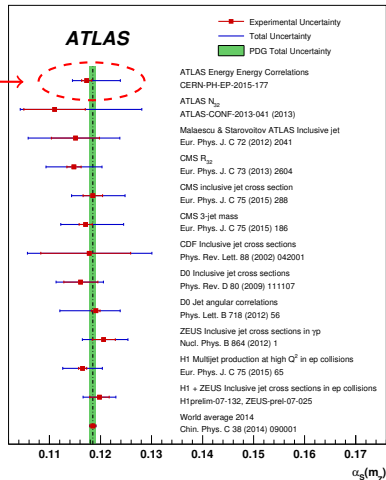 ATLAS
Experimental Uncertainty
Total Uncertainty
PDG Total Uncertainty
ATLAS Energy Energy Correlations
CERN-PH-EP-2015-177
ATLAS N32
ATLAS-CONF-2013-041 (2013)
Malaescu & Starovoitov ATLAS Inclusive jet
Eur. Phys. J. C 72 (2012) 2041
CMS R32
Eur. Phys. J. C 73 (2013) 2604
CMS inclusive jet cross section
Eur. Phys. J. C 75 (2015) 288
CMS 3-jet mass
Eur. Phys. J. C 75 (2015) 186
CDF Inclusive jet cross sections
Phys. Rev. Lett. 88 (2002) 042001
D0 Inclusive jet cross sections
Phys. Rev. D 80 (2009) 111107
D0 Jet angular correlations
Phys. Lett. B 718 (2012) 56
ZEUS Inclusive jet cross sections in γp
Nucl. Phys. B 864 (2012) 1
H1 Multijet production at high Q² in ep collisions
Eur. Phys. J. C 75 (2015) 65
H1 + ZEUS Inclusive jet cross sections in ep collisions
H1prelim-07-132, ZEUS-prel-07-025
World average 2014
Chin. Phys. C 38 (2014) 090001
0.11 0.12 0.13 0.14 0.15 0.16 0.17
αS(mZ)